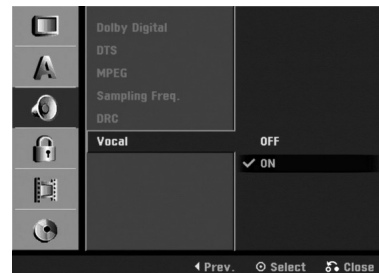 Dolby Digital
DTS
MPEG
Sampling Freq.
DRC
Vocal
OFF
✓ ON
A
◀ Prev. ⊙ Select Close